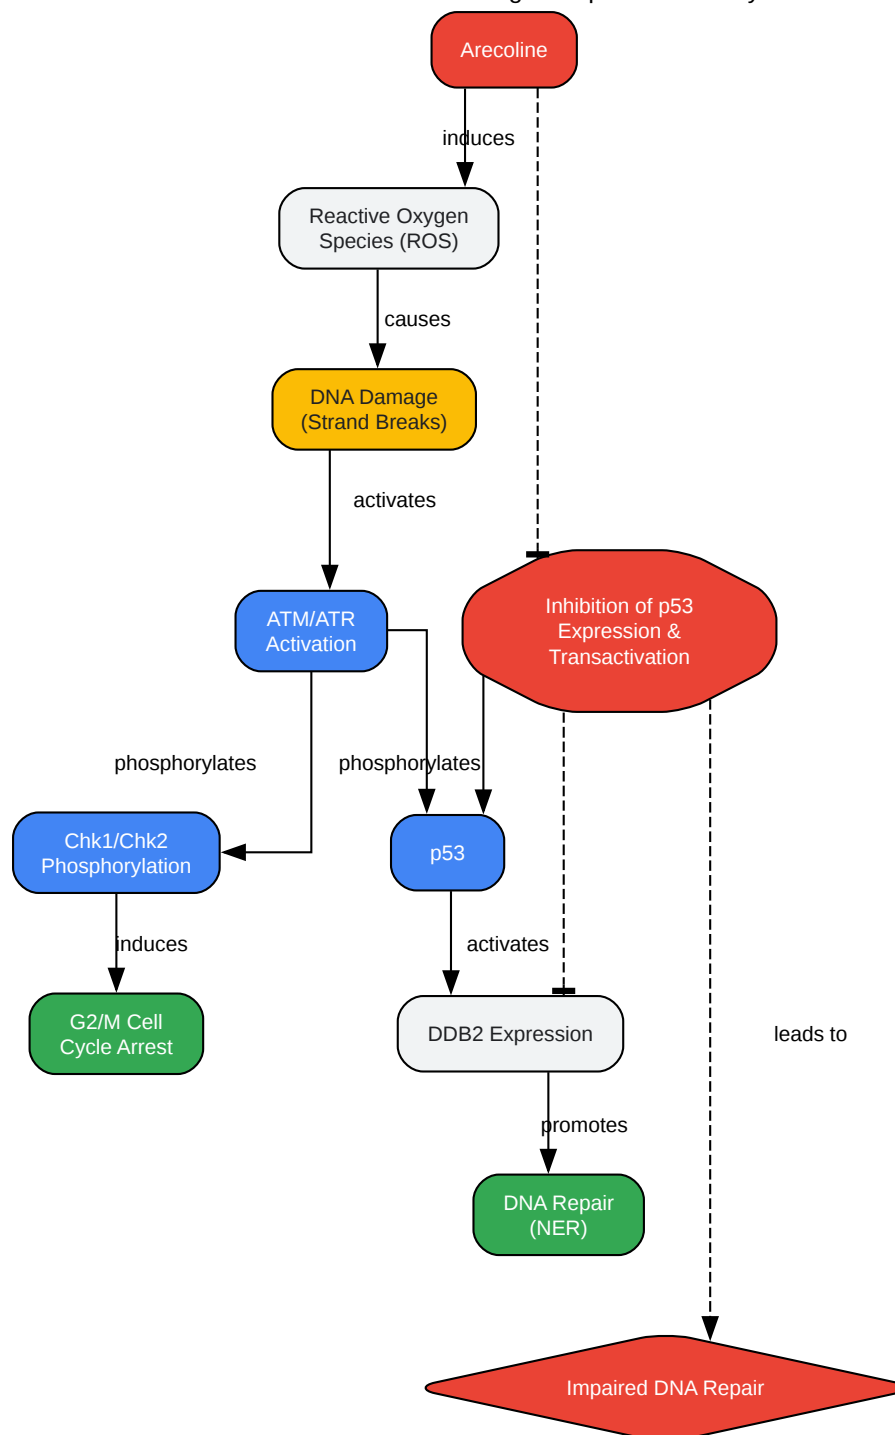 Arecoline
induces
Reactive Oxygen
Species (ROS)
causes
DNA Damage
(Strand Breaks)
activates
ATM/ATR
Activation
Inhibition of p53
Expression &
Transactivation
phosphorylates
phosphorylates
Chk1/Chk2
Phosphorylation
p53
induces
activates
G2/M Cell
Cycle Arrest
DDB2 Expression
leads to
promotes
DNA Repair
(NER)
Impaired DNA Repair